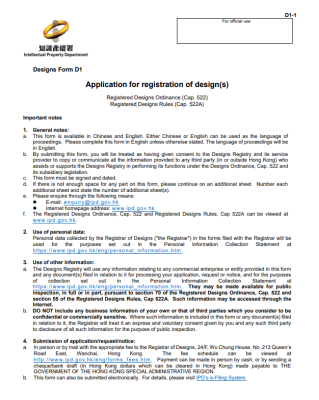 D1-1
For official use
知識產權署
Intellectual Property Department
Designs Form D1
Application for registration of design(s)
Registered Designs Ordinance (Cap. 522)
Registered Designs Rules (Cap. 522A)
Important notes
1. General notes:
a. This form is available in Chinese and English. Either Chinese or English can be used as the language of
proceedings. Please complete this form in English unless otherwise stated. The language of proceedings will be
in English.
b. By submitting this form, you will be treated as having given consent to the Designs Registry and its service
provider to copy or communicate all the information provided to any third party (in or outside Hong Kong) who
assists or supports the Designs Registry in performing its functions under the Designs Ordinance, Cap. 522 and
its subsidiary legislation.
c. This form must be signed and dated.
d. If there is not enough space for any part on this form, please continue on an additional sheet. Number each
additional sheet and state the number of additional sheet(s).
e. Please enquire through the following means:
● E-mail: enquiry@ipd.gov.hk
● Internet homepage address: www.ipd.gov.hk
f. The Registered Designs Ordinance, Cap. 522 and Registered Designs Rules, Cap 522A can be viewed at
www.ipd.gov.hk.
2. Use of personal data:
Personal data collected by the Registrar of Designs ("the Registrar") in the forms filed with the Registrar will be
used for the purposes set out in the Personal Information Collection Statement at
https://www.ipd.gov.hk/eng/personal_information.htm.
3. Use of other information:
a. The Designs Registry will use any information relating to any commercial enterprise or entity provided in this form
and any document(s) filed in relation to it for processing your application, request or notice, and for the purposes
of collection set out in the Personal Information Collection Statement at
https://www.ipd.gov.hk/eng/personal_information.htm. They may be made available for public
inspection, in full or in part, pursuant to section 70 of the Registered Designs Ordinance, Cap. 522 and
section 55 of the Registered Designs Rules, Cap 522A. Such information may be accessed through the
Internet.
b. DO NOT include any business information of your own or that of third parties which you consider to be
confidential or commercially sensitive. Where such information is included in this form or any document(s) filed
in relation to it, the Registrar will treat it as an express and voluntary consent given by you and any such third party
to disclosure of all such information for the purpose of public inspection.
4. Submission of application/request/notice:
a. In person or by mail with the appropriate fee to the Registrar of Designs, 24/F, Wu Chung House, No. 213 Queen's
Road East, Wanchai, Hong Kong. The fee schedule can be viewed at
http://www.ipd.gov.hk/eng/forms_fees.htm. Payment can be made in person by cash, or by sending a
cheque/bank draft (in Hong Kong dollars which can be cleared in Hong Kong) made payable to THE
GOVERNMENT OF THE HONG KONG SPECIAL ADMINISTRATIVE REGION.
b. This form can also be submitted electronically. For details, please visit IPD's e-Filing System.